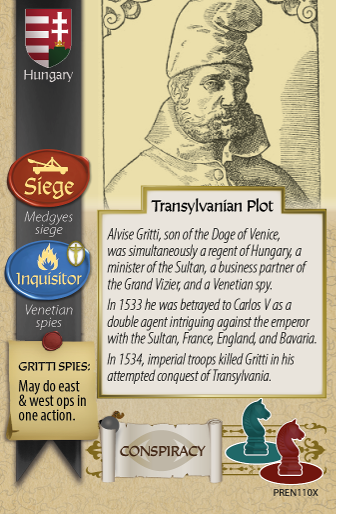 Hungary
Siege
Medgyes
siege
Inquisitor
Venetian
spies
GRITTI SPIES:
May do east
& west ops in
one action.
Transylvanian Plot
Alvise Gritti, son of the Doge of Venice,
was simultaneously a regent of Hungary, a
minister of the Sultan, a business partner of
the Grand Vizier, and a Venetian spy.
In 1533 he was betrayed to Carlos V as a
double agent intriguing against the emperor
with the Sultan, France, England, and Bavaria.
In 1534, imperial troops killed Gritti in his
attempted conquest of Transylvania.
CONSPIRACY
PREN110X